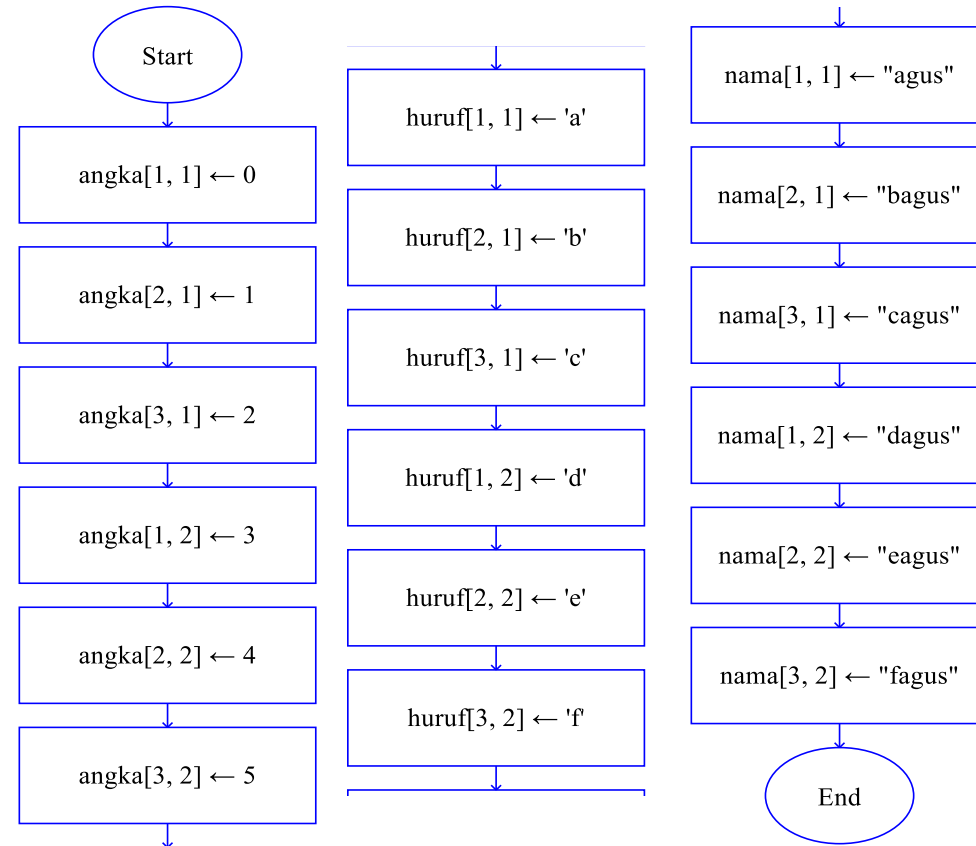 Start
angka[1, 1] ← 0
angka[2, 1] ← 1
angka[3, 1] ← 2
angka[1, 2] ← 3
angka[2, 2] ← 4
angka[3, 2] ← 5
huruf[1, 1] ← 'a'
huruf[2, 1] ← 'b'
huruf[3, 1] ← 'c'
huruf[1, 2] ← 'd'
huruf[2, 2] ← 'e'
huruf[3, 2] ← 'f'
nama[1, 1] ← "agus"
nama[2, 1] ← "bagus"
nama[3, 1] ← "cagus"
nama[1, 2] ← "dagus"
nama[2, 2] ← "eagus"
nama[3, 2] ← "fagus"
End